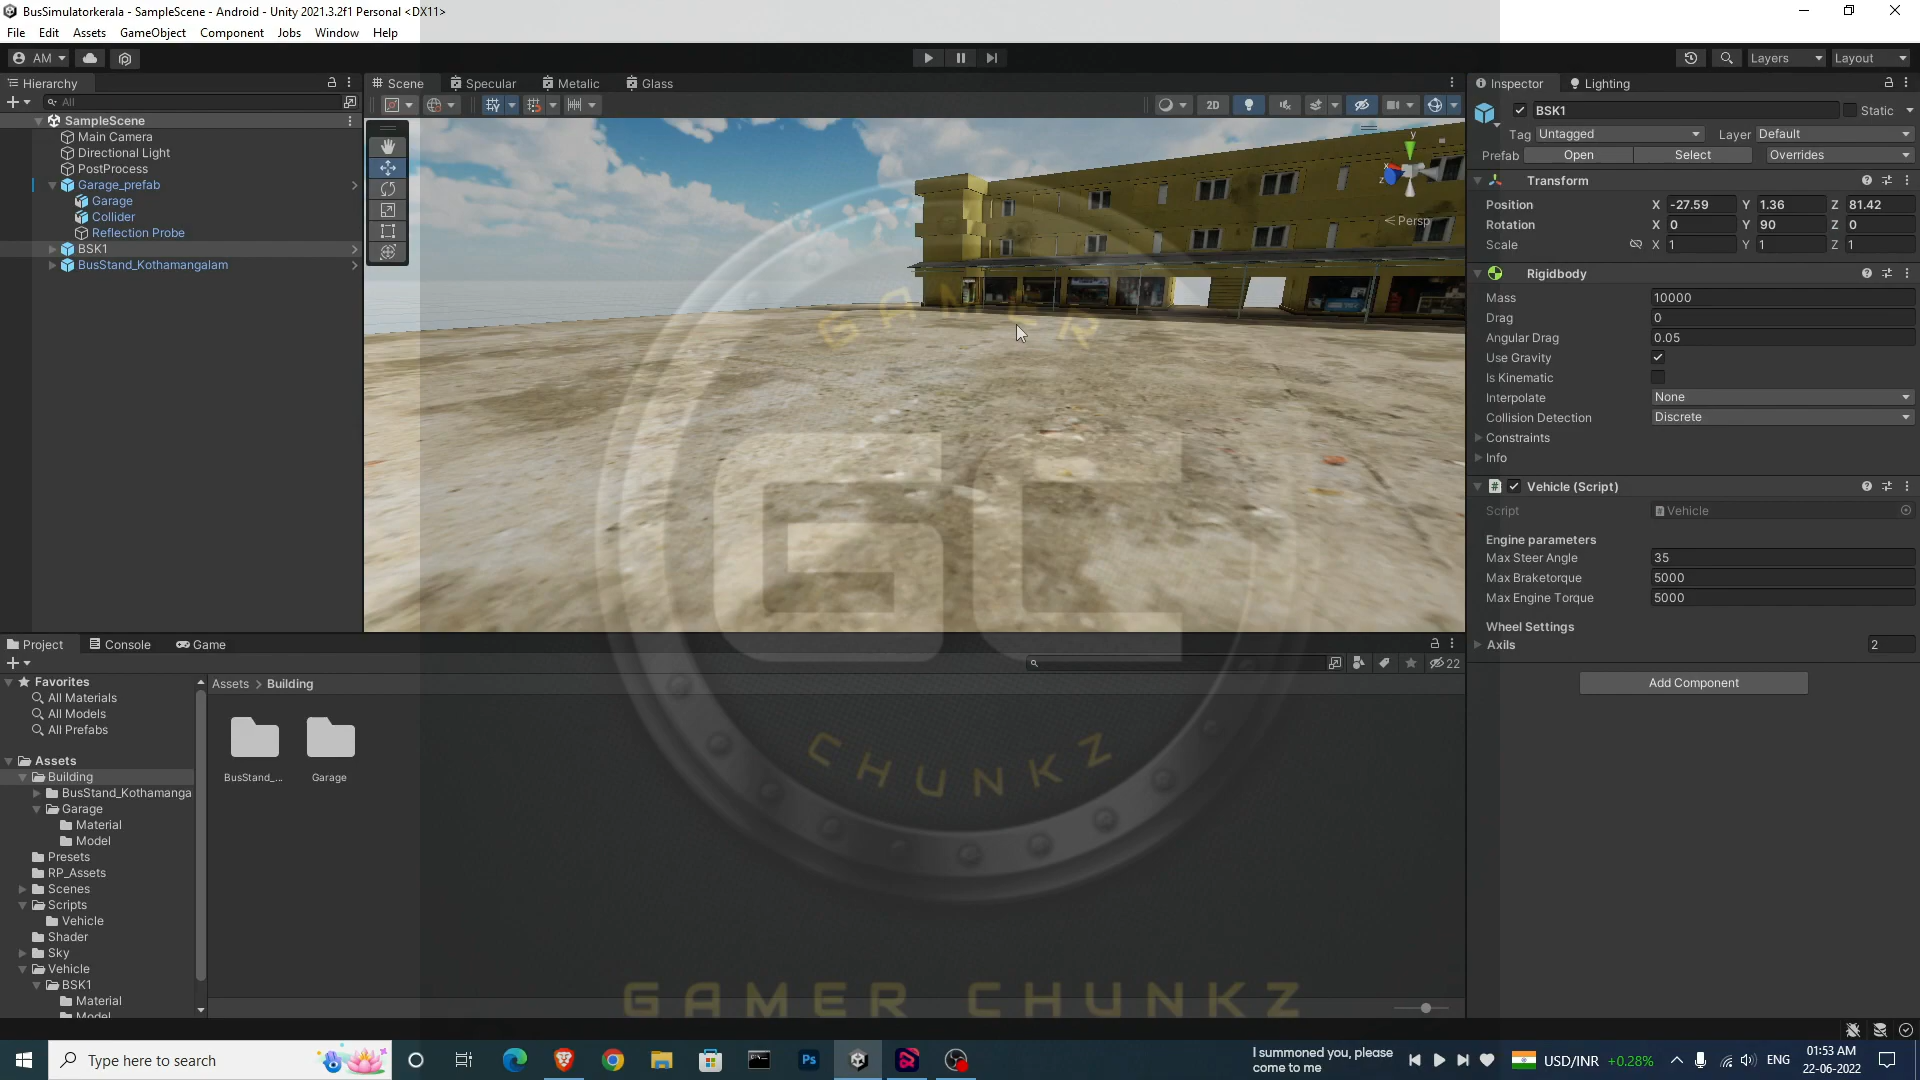 BusSimulatorkerala - SampleScene - Android - Unity 2021.3.2f1 Personal <DX11>
File Edit Assets GameObject Component Jobs Window Help
AM
Layers
Layout
Hierarchy
All
SampleScene
Main Camera
Directional Light
PostProcess
Garage_prefab
Garage
Collider
Reflection Probe
BSK1
BusStand_Kothamangalam
Scene Specular Metalic Glass
2D
y
x
z
Persp
GAMER
GC
CHUNKZ
GAMER CHUNKZ
Inspector Lighting
BSK1 Static
Tag Untagged Layer Default
Prefab Open Select Overrides
Transform
Position X -27.59 Y 1.36 Z 81.42
Rotation X 0 Y 90 Z 0
Scale X 1 Y 1 Z 1
Rigidbody
Mass 10000
Drag 0
Angular Drag 0.05
Use Gravity
Is Kinematic
Interpolate None
Collision Detection Discrete
Constraints
Info
Vehicle (Script)
Script Vehicle
Engine parameters
Max Steer Angle 35
Max Braketorque 5000
Max Engine Torque 5000
Wheel Settings
Axils 2
Add Component
Project Console Game
22
Favorites
All Materials
All Models
All Prefabs
Assets
Building
BusStand_Kothamanga
Garage
Material
Model
Presets
RP_Assets
Scenes
Scripts
Vehicle
Shader
Sky
Vehicle
BSK1
Material
Model
Assets > Building
BusStand_...
Garage
Type here to search
Ps
I summoned you, please
come to me
USD/INR +0.28%
ENG
01:53 AM
22-06-2022